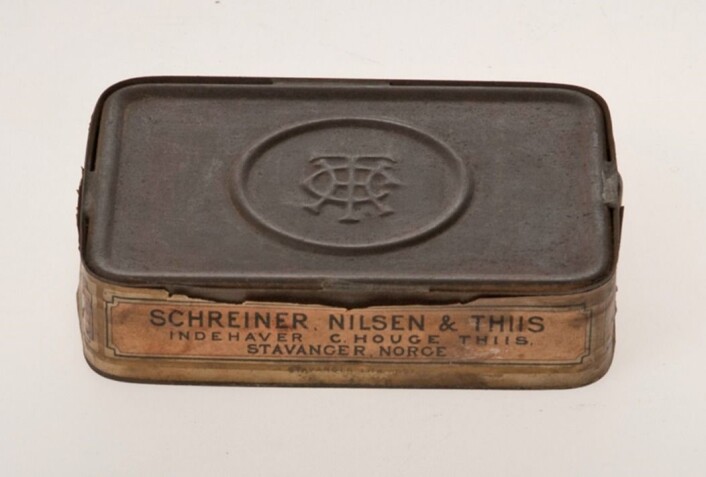 SCHREINER, NILSEN & THIIS
INDEHAVER C. HOUGE THIIS.
STAVANGER, NORGE